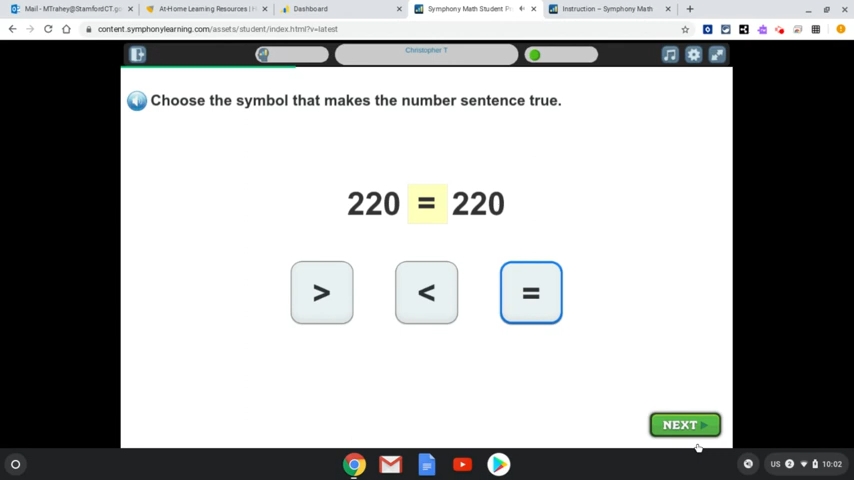 Mail - MTrahey@StamfordCT.go
At-Home Learning Resources |
Dashboard
Symphony Math Student Pr
Instruction – Symphony Math
content.symphonylearning.com/assets/student/index.html?v=latest
Christopher T
Choose the symbol that makes the number sentence true.
220 = 220
> < =
NEXT
US 2 10:02